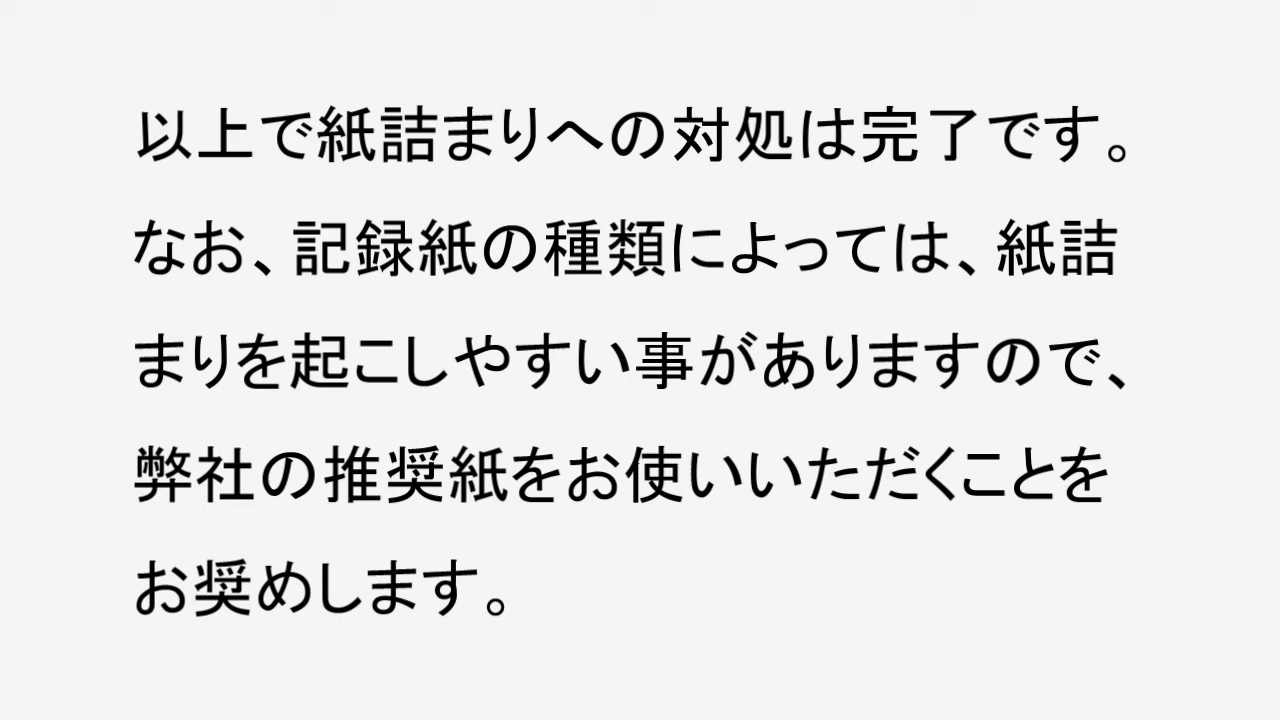 以上で紙詰まりへの対処は完了です。
なお、記録紙の種類によっては、紙詰
まりを起こしやすい事がありますので、
弊社の推奨紙をお使いいただくことを
お奨めします。